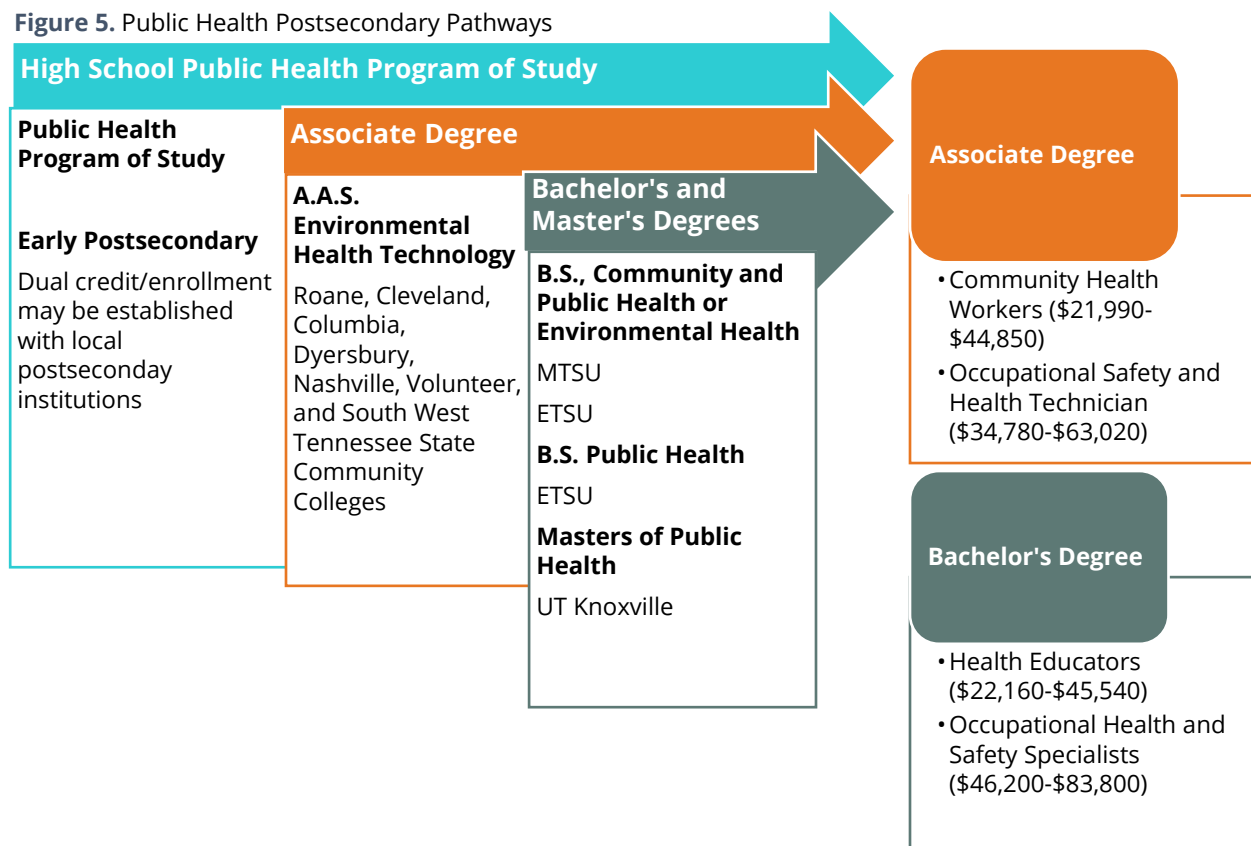 Figure 5. Public Health Postsecondary Pathways
High School Public Health Program of Study
Public Health
Program of Study
Early Postsecondary
Dual credit/enrollment
may be established
with local
postseconday
institutions
Associate Degree
A.A.S.
Environmental
Health Technology
Roane, Cleveland,
Columbia,
Dyersbury,
Nashville, Volunteer,
and South West
Tennessee State
Community
Colleges
Bachelor's and
Master's Degrees
B.S., Community and
Public Health or
Environmental Health
MTSU
ETSU
B.S. Public Health
ETSU
Masters of Public
Health
UT Knoxville
Associate Degree
•Community Health
Workers ($21,990-
$44,850)
•Occupational Safety and
Health Technician
($34,780-$63,020)
Bachelor's Degree
•Health Educators
($22,160-$45,540)
•Occupational Health and
Safety Specialists
($46,200-$83,800)